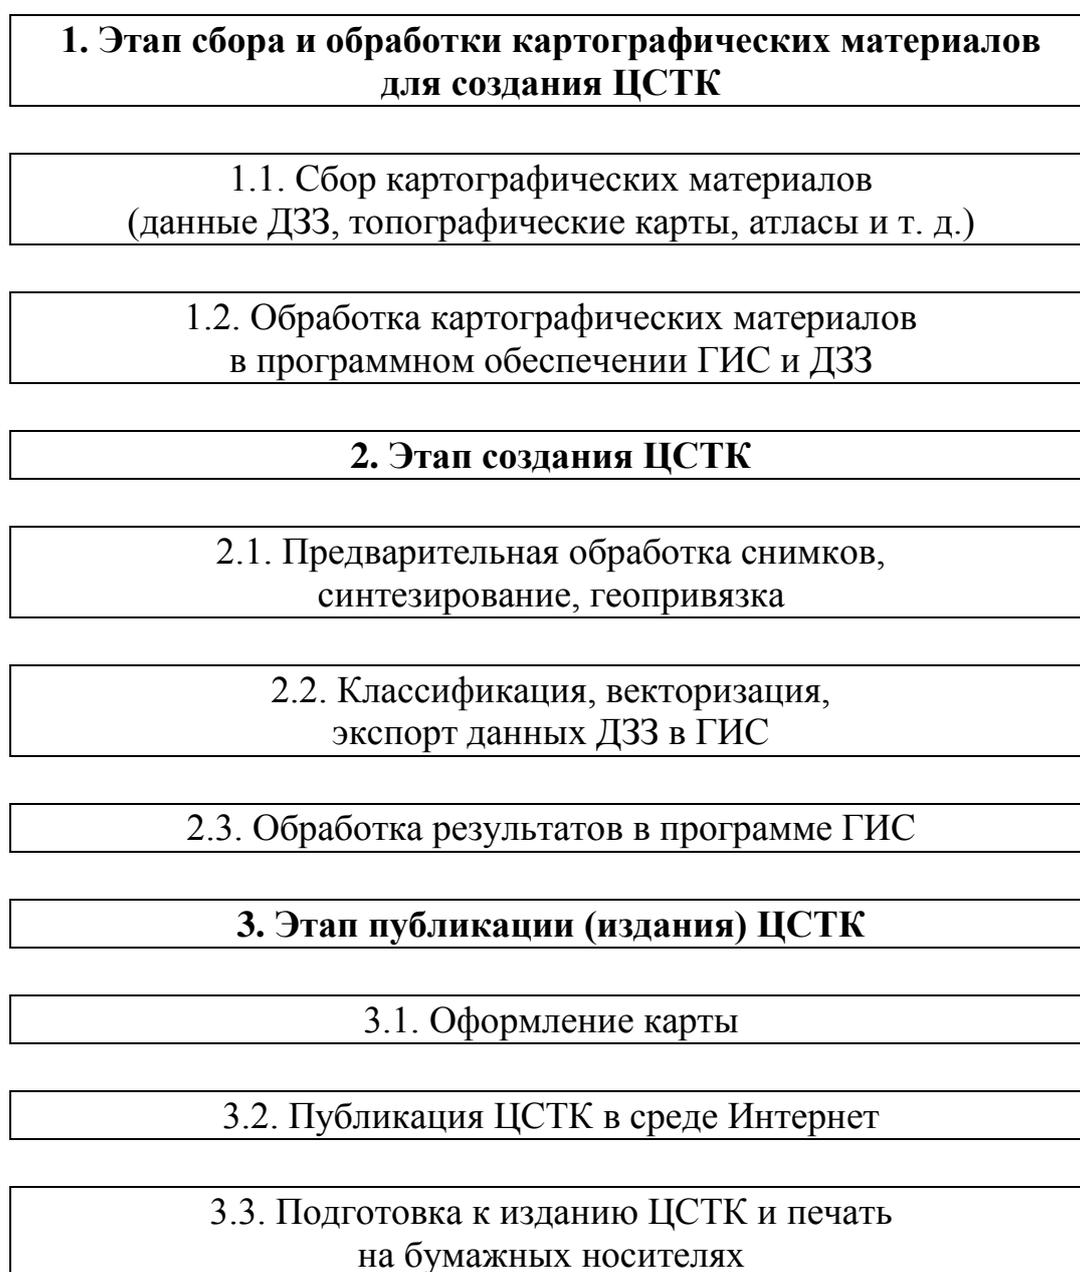 1. Этап сбора и обработки картографических материалов
для создания ЦСТК
1.1. Сбор картографических материалов
(данные ДЗЗ, топографические карты, атласы и т. д.)
1.2. Обработка картографических материалов
в программном обеспечении ГИС и ДЗЗ
2. Этап создания ЦСТК
2.1. Предварительная обработка снимков,
синтезирование, геопривязка
2.2. Классификация, векторизация,
экспорт данных ДЗЗ в ГИС
2.3. Обработка результатов в программе ГИС
3. Этап публикации (издания) ЦСТК
3.1. Оформление карты
3.2. Публикация ЦСТК в среде Интернет
3.3. Подготовка к изданию ЦСТК и печать
на бумажных носителях